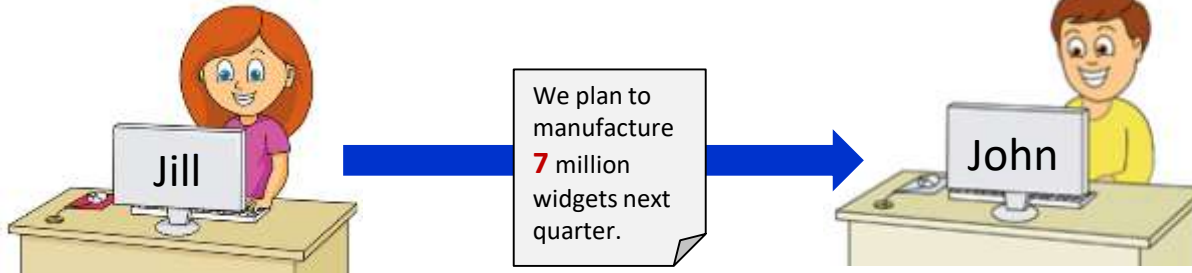 Jill
We plan to
manufacture
7 million
widgets next
quarter.
John